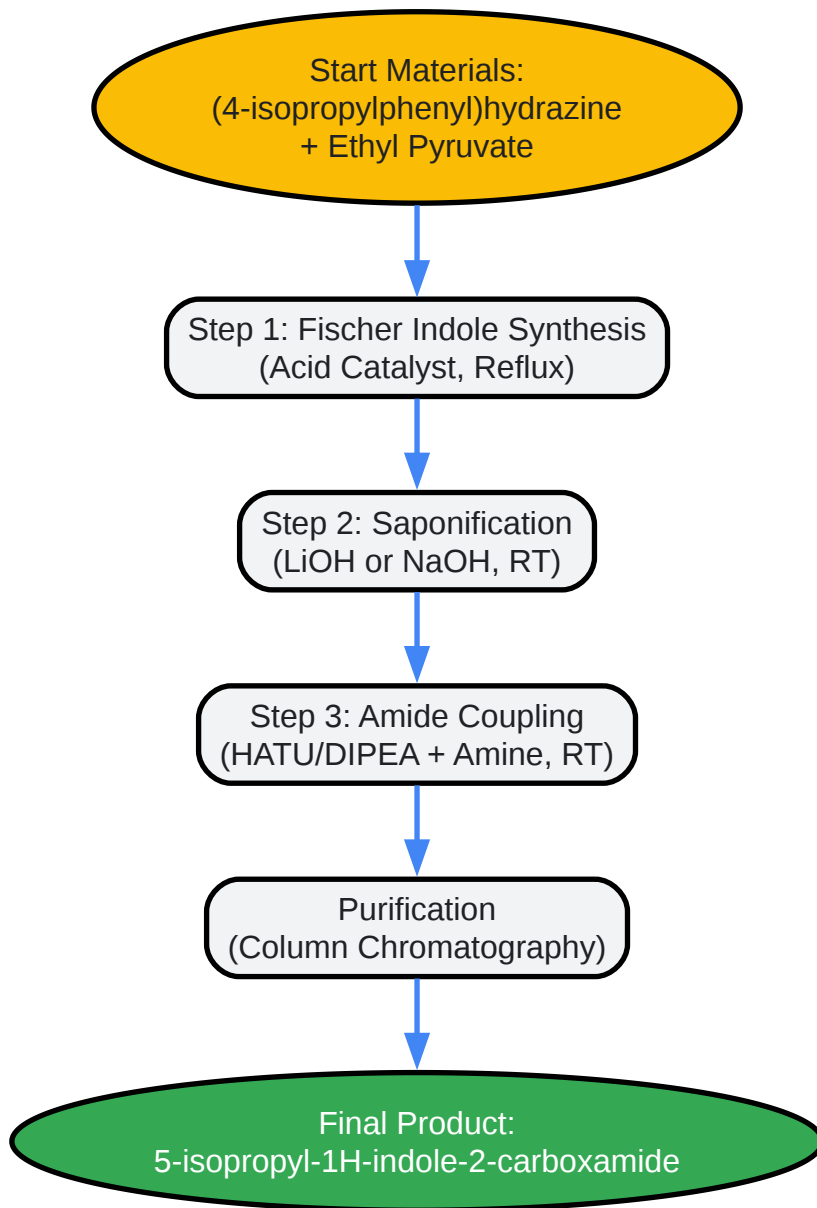 Start Materials:
(4-isopropylphenyl)hydrazine
+ Ethyl Pyruvate
Step 1: Fischer Indole Synthesis
(Acid Catalyst, Reflux)
Step 2: Saponification
(LiOH or NaOH, RT)
Step 3: Amide Coupling
(HATU/DIPEA + Amine, RT)
Purification
(Column Chromatography)
Final Product:
5-isopropyl-1H-indole-2-carboxamide